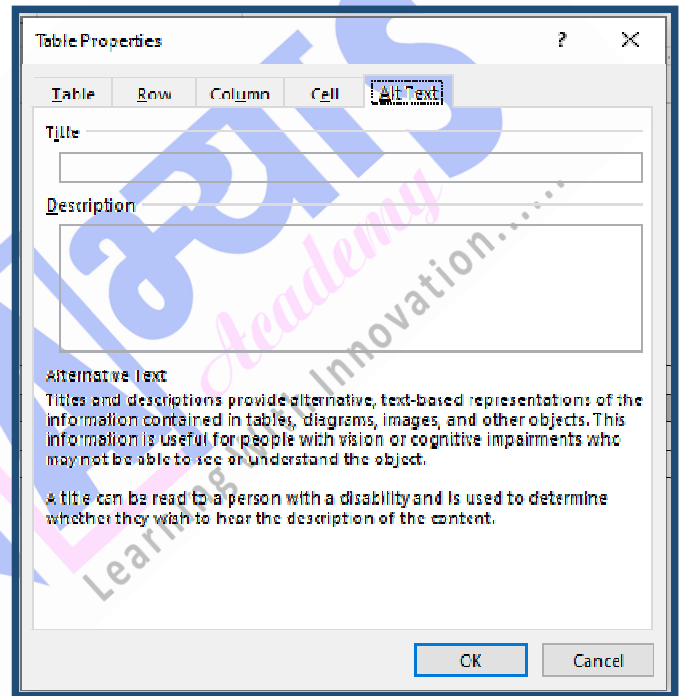 Table Properties ? ×
Table Row Column Cell Alt Text
Title
Description
Alternative Text
Titles and descriptions provide alternative, text-based representations of the
information contained in tables, diagrams, images, and other objects. This
information is useful for people with vision or cognitive impairments who
may not be able to see or understand the object.
A title can be read to a person with a disability and is used to determine
whether they wish to hear the description of the content.
OK Cancel
Academy
Learning With Innovation......